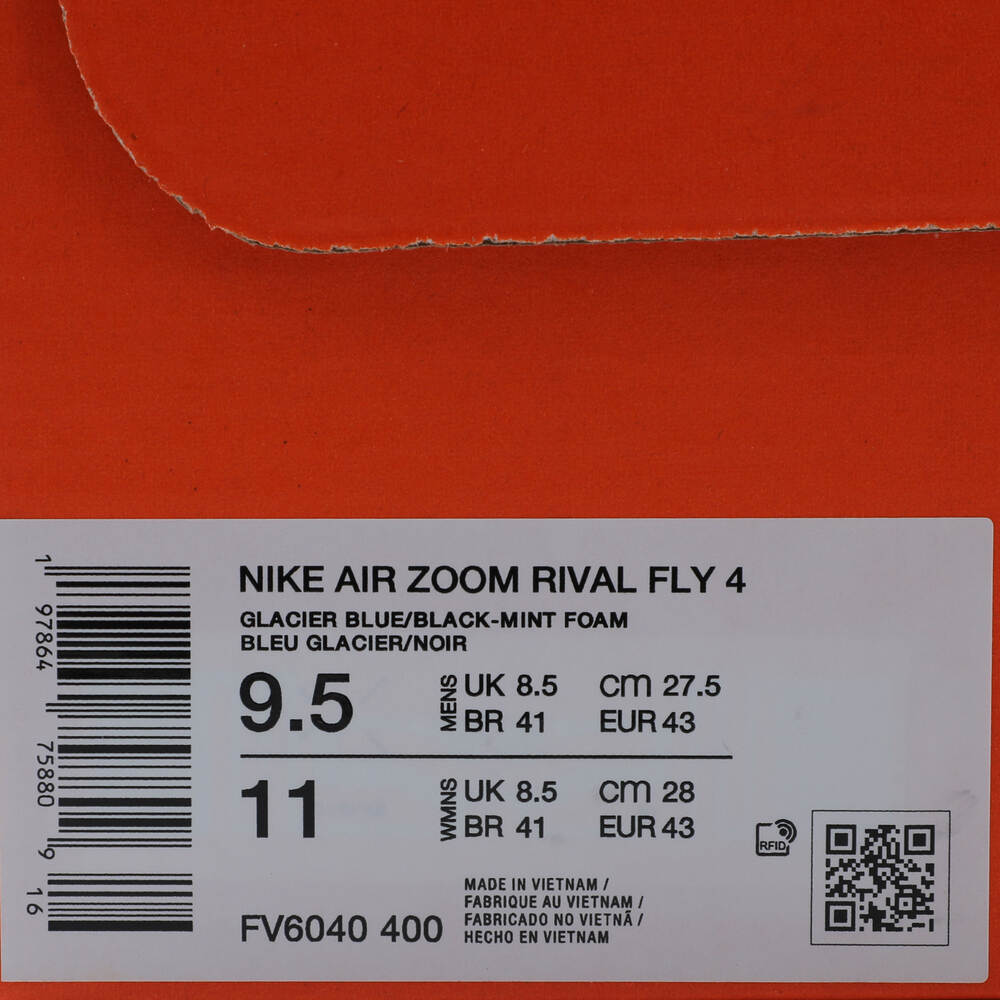 NIKE AIR ZOOM RIVAL FLY 4
GLACIER BLUE/BLACK-MINT FOAM
BLEU GLACIER/NOIR
9.5 MENS UK 8.5 cm 27.5
BR 41 EUR 43
11 WMNS UK 8.5 cm 28
BR 41 EUR 43
RFID
FV6040 400
MADE IN VIETNAM /
FABRIQUE AU VIETNAM /
FABRICADO NO VIETNÃ /
HECHO EN VIETNAM
1 97864 75880 9 16